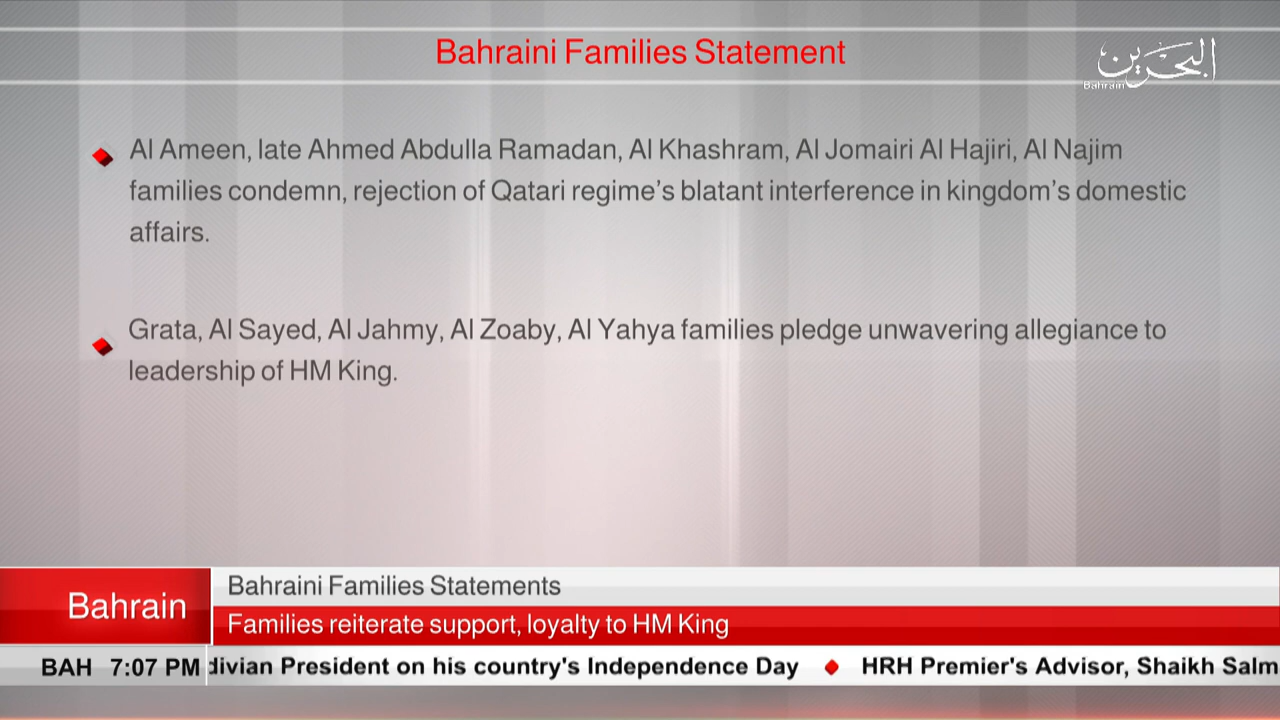 Bahraini Families Statement
البحرين
Bahrain
Al Ameen, late Ahmed Abdulla Ramadan, Al Khashram, Al Jomairi Al Hajiri, Al Najim
families condemn, rejection of Qatari regime's blatant interference in kingdom's domestic
affairs.
Grata, Al Sayed, Al Jahmy, Al Zoaby, Al Yahya families pledge unwavering allegiance to
leadership of HM King.
Bahrain
Bahraini Families Statements
Families reiterate support, loyalty to HM King
BAH 7:07 PM
divian President on his country's Independence Day
HRH Premier's Advisor, Shaikh Salm